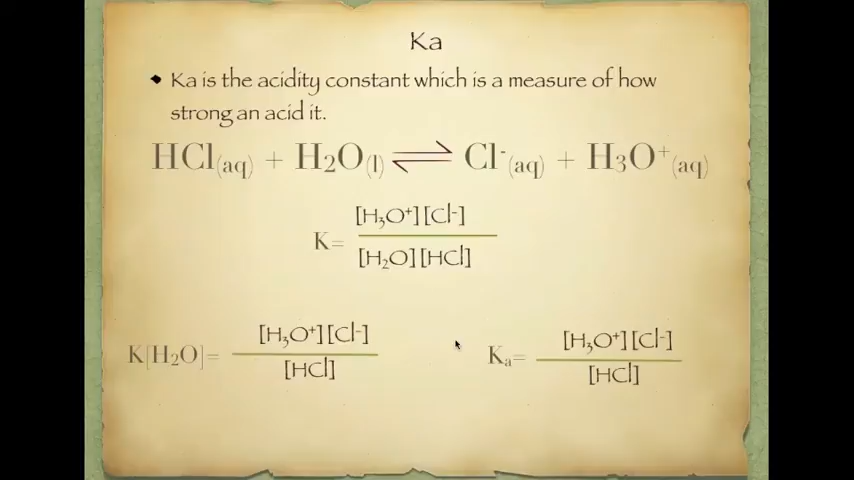 Ka
◆ Ka is the acidity constant which is a measure of how
strong an acid it.
HCl(aq) + H2O(l) ⇌ Cl⁻(aq) + H3O⁺(aq)
[H₃O⁺][Cl⁻]
K=
[H₂O][HCl]
[H₃O⁺][Cl⁻]
K[H₂O]=
[HCl]
[H₃O⁺][Cl⁻]
Kₐ=
[HCl]